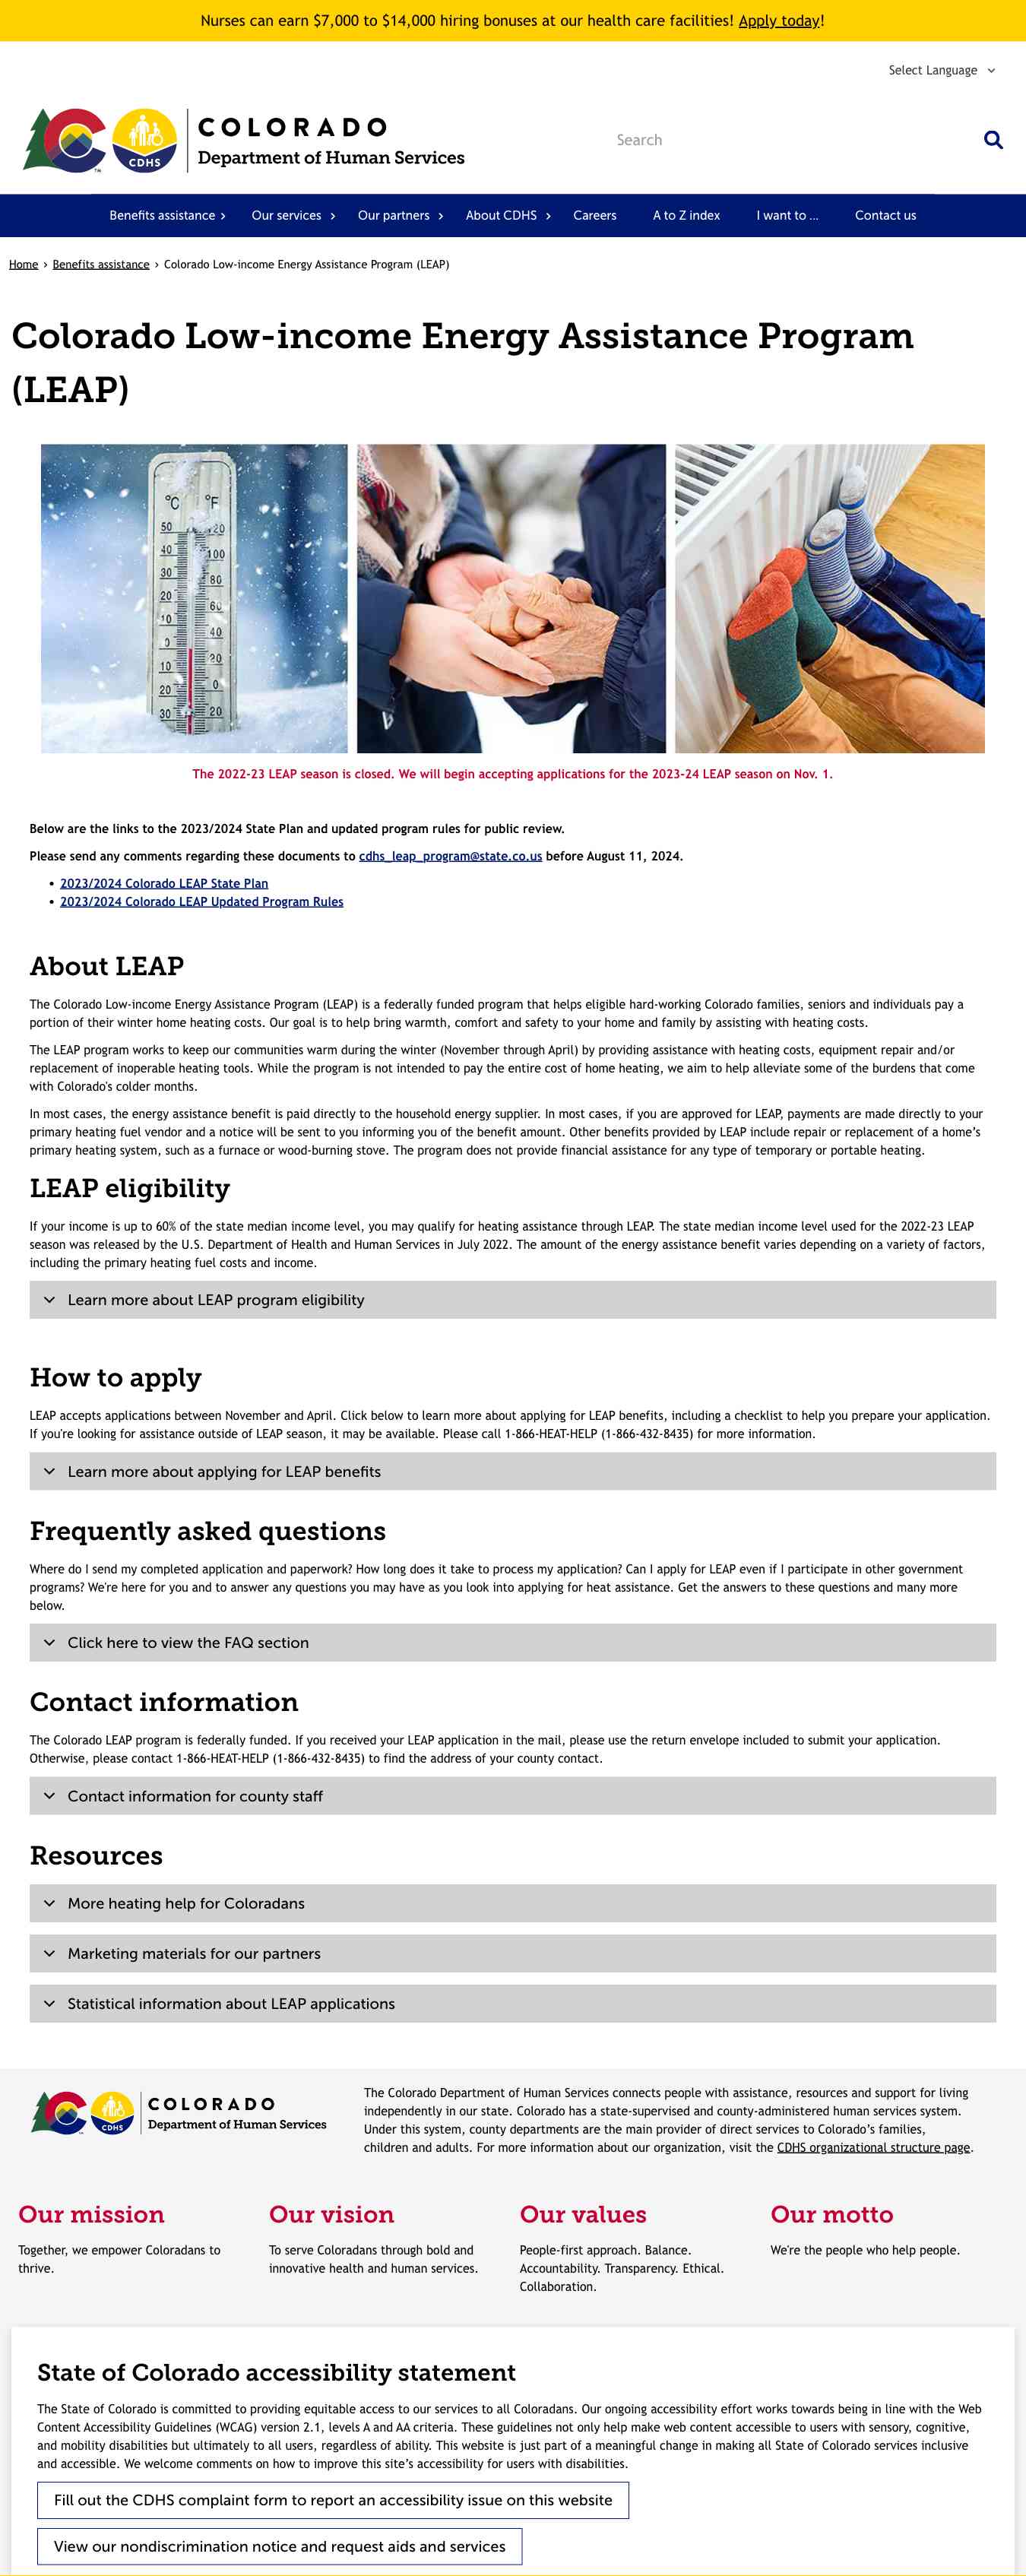 Nurses can earn $7,000 to $14,000 hiring bonuses at our health care facilities! Apply today!
Select Language
COLORADO
Department of Human Services
CDHS
TM
Search
Benefits assistance › Our services › Our partners › About CDHS › Careers A to Z index I want to ... Contact us
Home › Benefits assistance › Colorado Low-income Energy Assistance Program (LEAP)
Colorado Low-income Energy Assistance Program
(LEAP)
°C °F
50 120
40 100
30 80
20 60
10 40
0 20
10 0
20 20
30
The 2022-23 LEAP season is closed. We will begin accepting applications for the 2023-24 LEAP season on Nov. 1.
Below are the links to the 2023/2024 State Plan and updated program rules for public review.
Please send any comments regarding these documents to cdhs_leap_program@state.co.us before August 11, 2024.
• 2023/2024 Colorado LEAP State Plan
• 2023/2024 Colorado LEAP Updated Program Rules
About LEAP
The Colorado Low-income Energy Assistance Program (LEAP) is a federally funded program that helps eligible hard-working Colorado families, seniors and individuals pay a
portion of their winter home heating costs. Our goal is to help bring warmth, comfort and safety to your home and family by assisting with heating costs.
The LEAP program works to keep our communities warm during the winter (November through April) by providing assistance with heating costs, equipment repair and/or
replacement of inoperable heating tools. While the program is not intended to pay the entire cost of home heating, we aim to help alleviate some of the burdens that come
with Colorado's colder months.
In most cases, the energy assistance benefit is paid directly to the household energy supplier. In most cases, if you are approved for LEAP, payments are made directly to your
primary heating fuel vendor and a notice will be sent to you informing you of the benefit amount. Other benefits provided by LEAP include repair or replacement of a home’s
primary heating system, such as a furnace or wood-burning stove. The program does not provide financial assistance for any type of temporary or portable heating.
LEAP eligibility
If your income is up to 60% of the state median income level, you may qualify for heating assistance through LEAP. The state median income level used for the 2022-23 LEAP
season was released by the U.S. Department of Health and Human Services in July 2022. The amount of the energy assistance benefit varies depending on a variety of factors,
including the primary heating fuel costs and income.
Learn more about LEAP program eligibility
How to apply
LEAP accepts applications between November and April. Click below to learn more about applying for LEAP benefits, including a checklist to help you prepare your application.
If you're looking for assistance outside of LEAP season, it may be available. Please call 1-866-HEAT-HELP (1-866-432-8435) for more information.
Learn more about applying for LEAP benefits
Frequently asked questions
Where do I send my completed application and paperwork? How long does it take to process my application? Can I apply for LEAP even if I participate in other government
programs? We're here for you and to answer any questions you may have as you look into applying for heat assistance. Get the answers to these questions and many more
below.
Click here to view the FAQ section
Contact information
The Colorado LEAP program is federally funded. If you received your LEAP application in the mail, please use the return envelope included to submit your application.
Otherwise, please contact 1-866-HEAT-HELP (1-866-432-8435) to find the address of your county contact.
Contact information for county staff
Resources
More heating help for Coloradans
Marketing materials for our partners
Statistical information about LEAP applications
COLORADO
Department of Human Services
CDHS
The Colorado Department of Human Services connects people with assistance, resources and support for living
independently in our state. Colorado has a state-supervised and county-administered human services system.
Under this system, county departments are the main provider of direct services to Colorado’s families,
children and adults. For more information about our organization, visit the CDHS organizational structure page.
Our mission
Together, we empower Coloradans to
thrive.
Our vision
To serve Coloradans through bold and
innovative health and human services.
Our values
People-first approach. Balance.
Accountability. Transparency. Ethical.
Collaboration.
Our motto
We're the people who help people.
State of Colorado accessibility statement
The State of Colorado is committed to providing equitable access to our services to all Coloradans. Our ongoing accessibility effort works towards being in line with the Web
Content Accessibility Guidelines (WCAG) version 2.1, levels A and AA criteria. These guidelines not only help make web content accessible to users with sensory, cognitive,
and mobility disabilities but ultimately to all users, regardless of ability. This website is just part of a meaningful change in making all State of Colorado services inclusive
and accessible. We welcome comments on how to improve this site’s accessibility for users with disabilities.
Fill out the CDHS complaint form to report an accessibility issue on this website
View our nondiscrimination notice and request aids and services